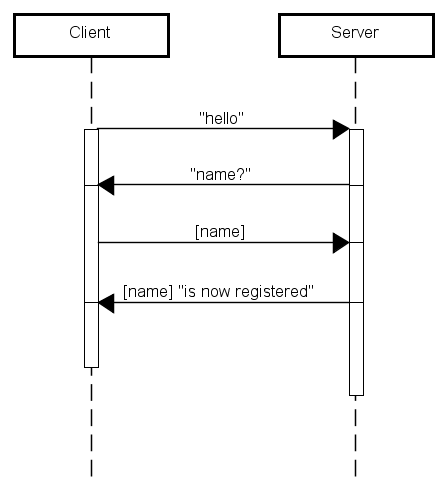 Client
Server
"hello"
"name?"
[name]
[name] "is now registered"